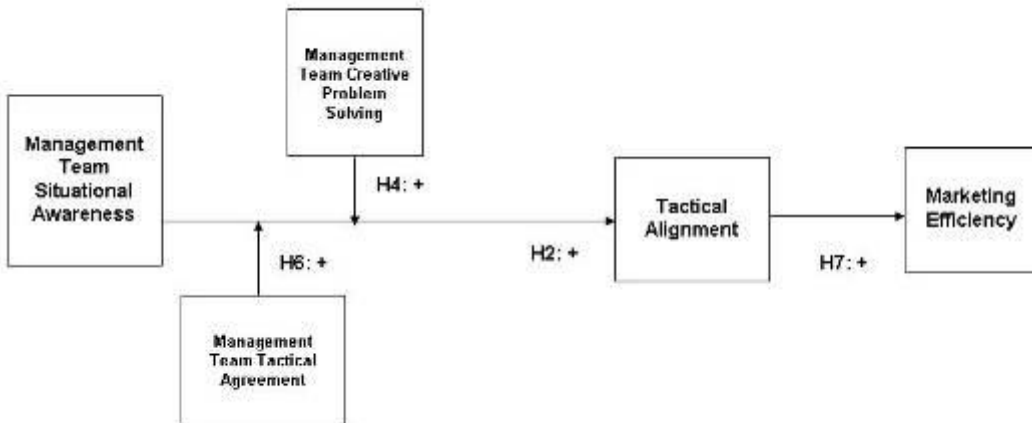 Management
Team Creative
Problem
Solving
Management
Team
Situational
Awareness
H4: +
Tactical
Alignment
Marketing
Efficiency
H6: +
H2: +
H7: +
Management
Team Tactical
Agreement